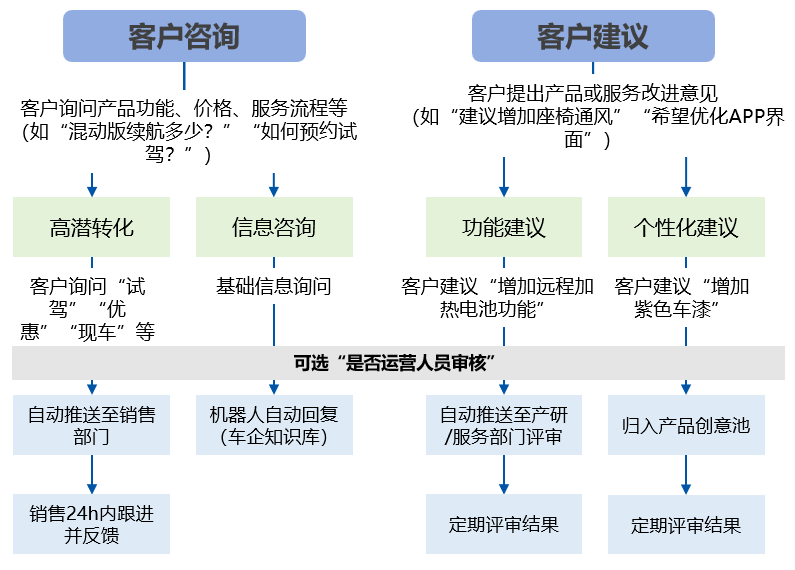 客户咨询
客户询问产品功能、价格、服务流程等
(如“混动版续航多少？”“如何预约试
驾？”)
高潜转化
信息咨询
客户询问“试
驾”“优
惠”“现车”等
基础信息询问
客户建议
客户提出产品或服务改进意见
(如“建议增加座椅通风”“希望优化APP界
面”)
功能建议
个性化建议
客户建议“增加远程加
热电池功能”
客户建议“增加
紫色车漆”
可选“是否运营人员审核”
自动推送至销售
部门
机器人自动回复
（车企知识库）
自动推送至产研
/服务部门评审
归入产品创意池
销售24h内跟进
并反馈
定期评审结果
定期评审结果